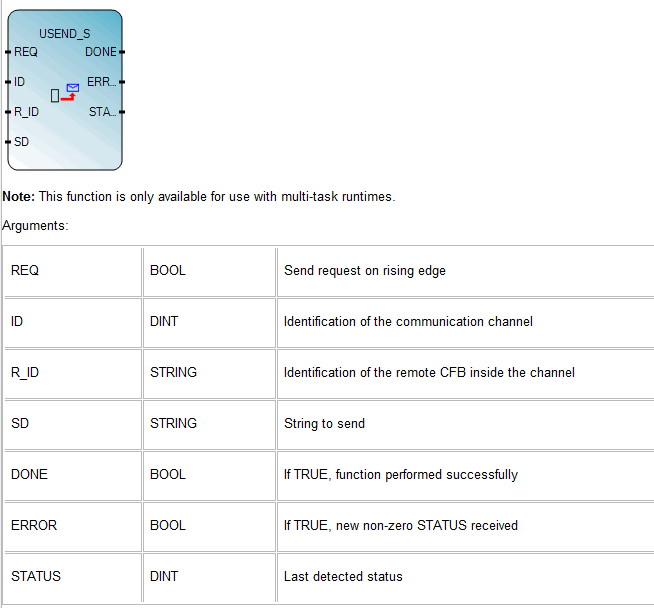 USEND_S
REQ DONE
ID ERR...
R_ID STA...
SD
Note: This function is only available for use with multi-task runtimes.
Arguments:
REQ BOOL Send request on rising edge
ID DINT Identification of the communication channel
R_ID STRING Identification of the remote CFB inside the channel
SD STRING String to send
DONE BOOL If TRUE, function performed successfully
ERROR BOOL If TRUE, new non-zero STATUS received
STATUS DINT Last detected status